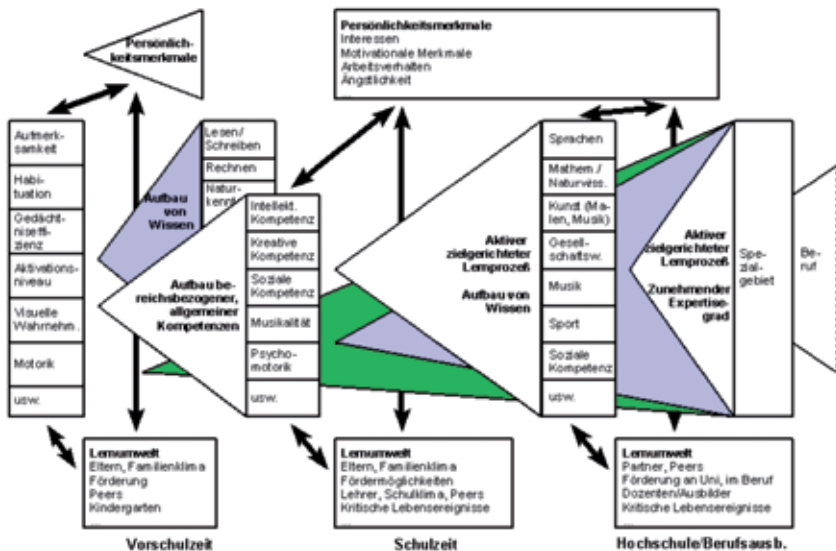 Persönlich-
keitsmerkmale
Persönlichkeitsmerkmale
Interessen
Motivationale Merkmale
Arbeitsverhalten
Ängstlichkeit
...
Aufmerk-
samkeit
Habi-
tuation
Gedächt-
niseffi-
zienz
Aktivations-
niveau
Visuelle
Wahrnehm.
Motorik
usw.
Aufbau
von
Wissen
Lesen/
Schreiben
Rechnen
Natur-
kennt
Aufbau be-
reichsbezogener,
allgemeiner
Kompetenzen
Intellekt.
Kompetenz
Kreative
Kompetenz
Soziale
Kompetenz
Musikalität
Psycho-
motorik
usw.
Aktiver
zielgerichteter
Lernprozeß
Aufbau von
Wissen
Sprachen
Mathem /
Naturwiss.
Kunst (Ma-
len, Musik)
Gesell-
schaftsw.
Musik
Sport
Soziale
Kompetenz
usw.
Aktiver
zielgerichteter
Lernprozeß
Zunehmender
Expertise-
grad
Spe-
zial-
gebiet
Be-
ruf
Lernumwelt
Eltern, Familienklima
Förderung
Peers
Kindergarten
...
Lernumwelt
Eltern, Familienklima
Fördermöglichkeiten
Lehrer, Schulklima, Peers
Kritische Lebensereignisse
...
Lernumwelt
Partner, Peers
Förderung an Uni, im Beruf
Dozenten/Ausbilder
Kritische Lebensereignisse
...
Vorschulzeit
Schulzeit
Hochschule/Berufsausb.